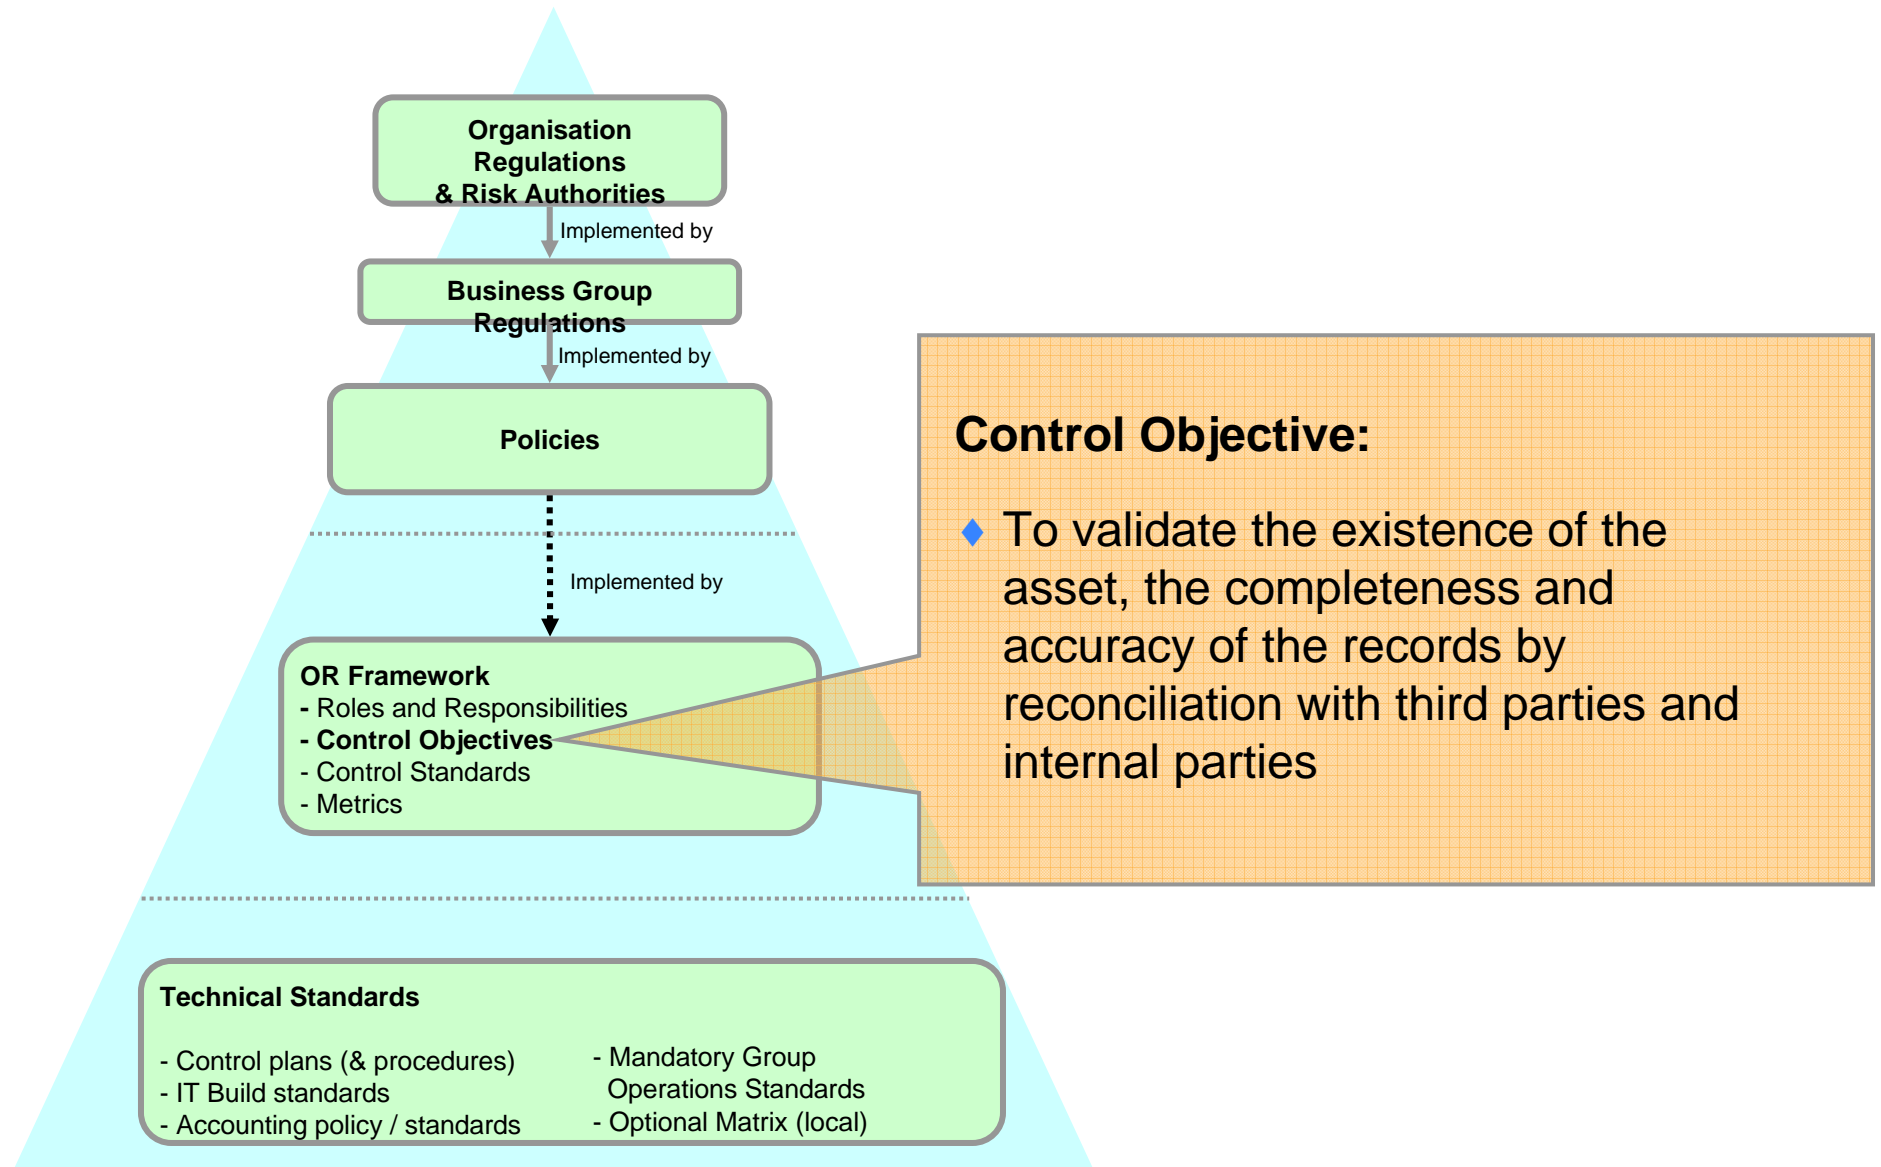 Organisation
Regulations
& Risk Authorities
Implemented by
Business Group
Regulations
Implemented by
Policies
Implemented by
OR Framework
- Roles and Responsibilities
- Control Objectives
- Control Standards
- Metrics
Control Objective:
♦ To validate the existence of the
asset, the completeness and
accuracy of the records by
reconciliation with third parties and
internal parties
Technical Standards
- Control plans (& procedures)
- IT Build standards
- Accounting policy / standards
- Mandatory Group
Operations Standards
- Optional Matrix (local)